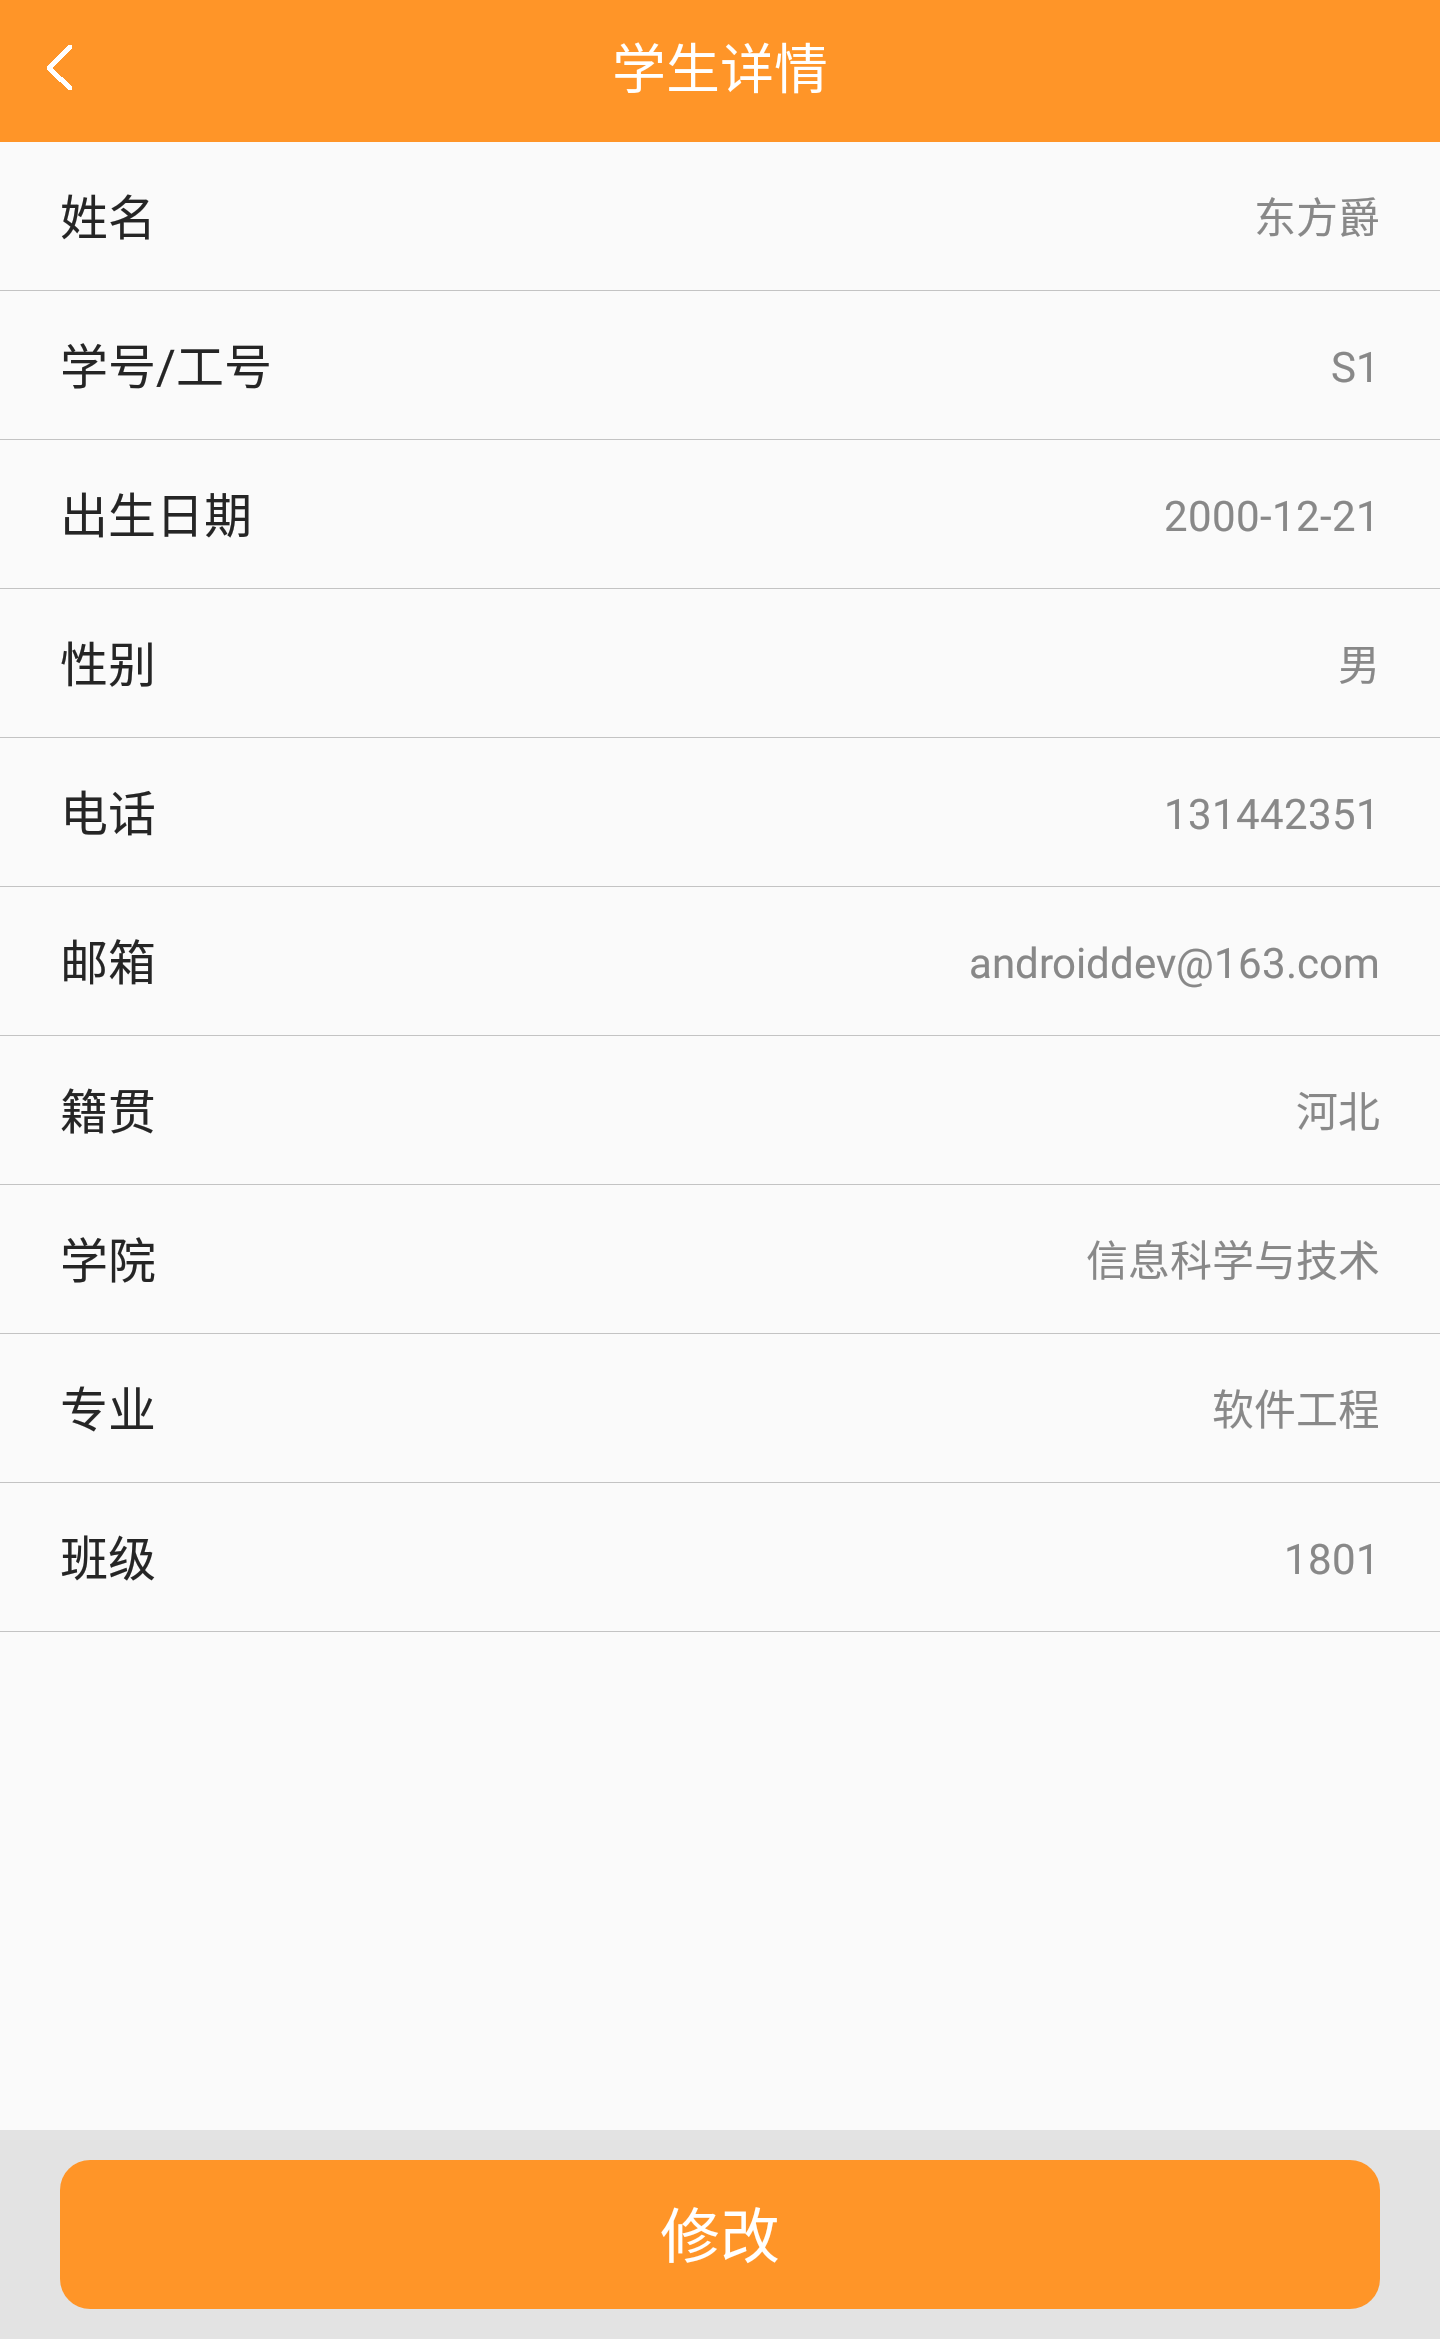 学生详情
姓名 东方爵
学号/工号 S1
出生日期 2000-12-21
性别 男
电话 131442351
邮箱 androiddev@163.com
籍贯 河北
学院 信息科学与技术
专业 软件工程
班级 1801
修改